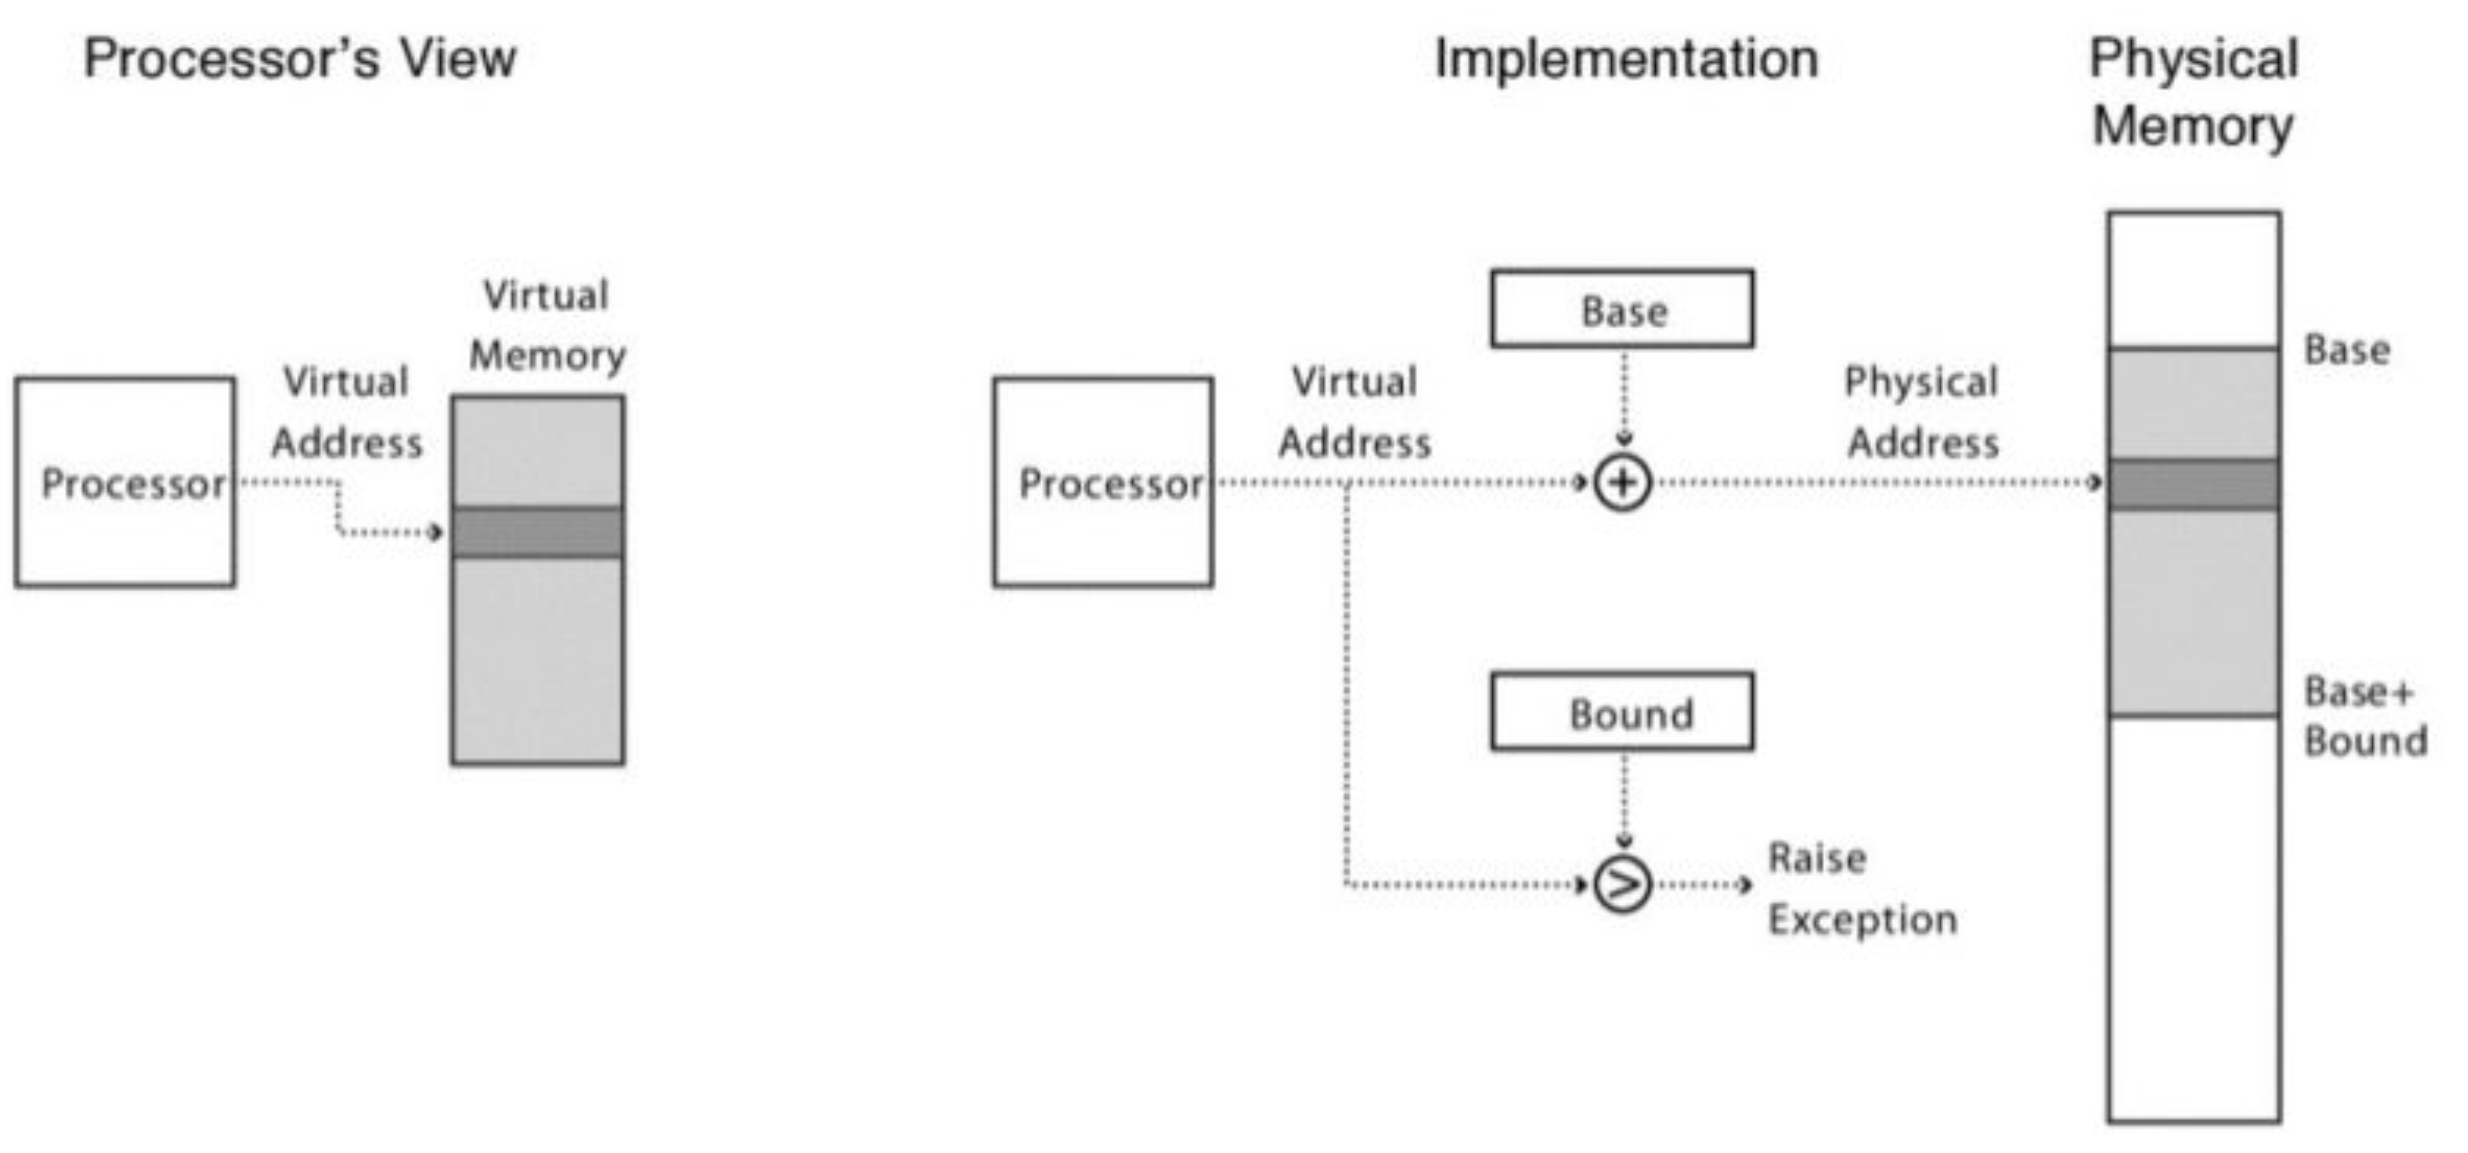 Processor's View
Implementation
Physical
Memory
Virtual
Memory
Virtual
Address
Processor
Base
Virtual
Address
Processor
+
Physical
Address
Base
Bound
Base+
Bound
>
Raise
Exception